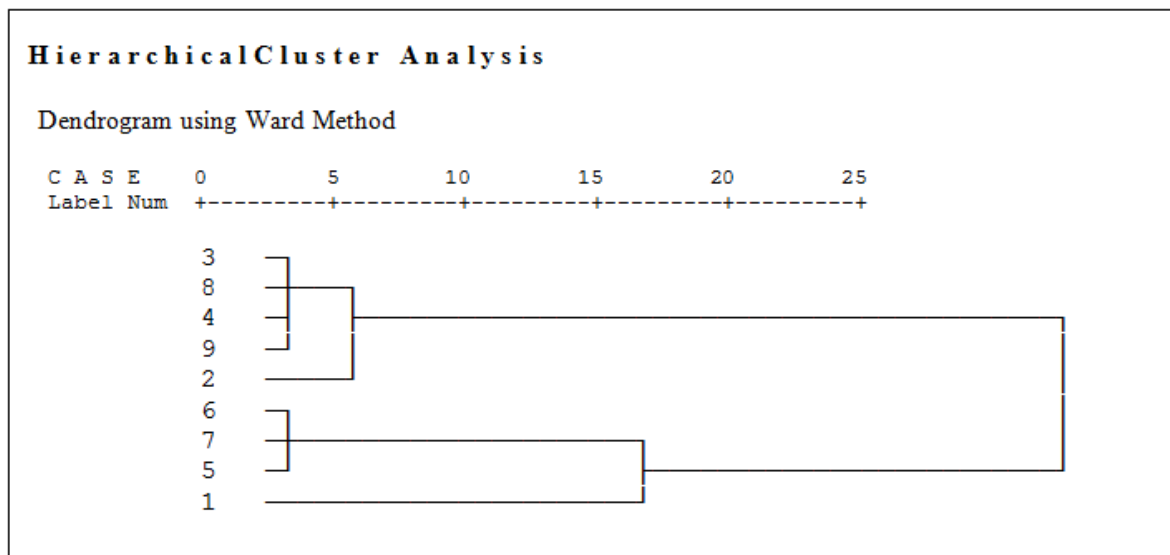 HierarchicalCluster Analysis
Dendrogram using Ward Method
C A S E 0 5 10 15 20 25
Label Num +---------+---------+---------+---------+---------+
3
8
4
9
2
6
7
5
1